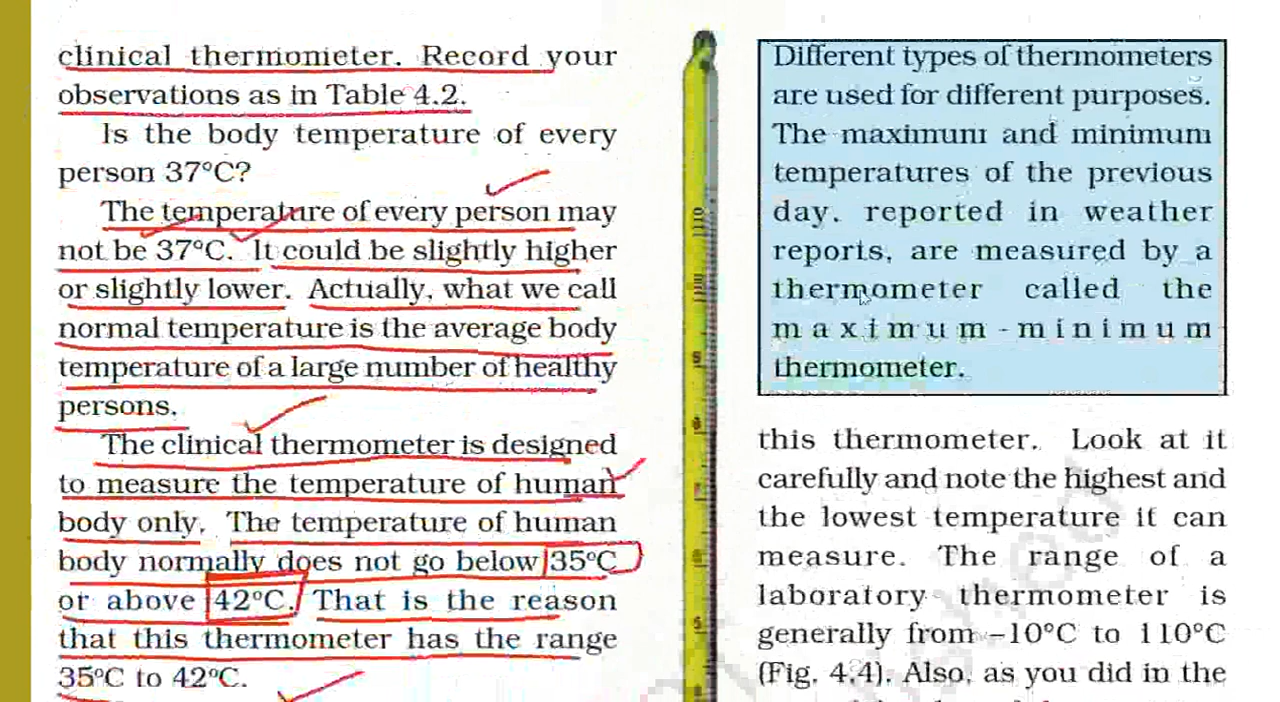 clinical thermometer. Record your
observations as in Table 4.2.
Is the body temperature of every
person 37°C?
The temperature of every person may
not be 37°C. It could be slightly higher
or slightly lower. Actually, what we call
normal temperature is the average body
temperature of a large number of healthy
persons.
The clinical thermometer is designed
to measure the temperature of human
body only. The temperature of human
body normally does not go below 35°C
or above 42°C. That is the reason
that this thermometer has the range
35°C to 42°C.
110
Different types of thermometers
are used for different purposes.
The maximum and minimum
temperatures of the previous
day, reported in weather
reports, are measured by a
thermometer called the
maximum-minimum
thermometer.
this thermometer. Look at it
carefully and note the highest and
the lowest temperature it can
measure. The range of a
laboratory thermometer is
generally from –10°C to 110°C
(Fig. 4.4). Also, as you did in the